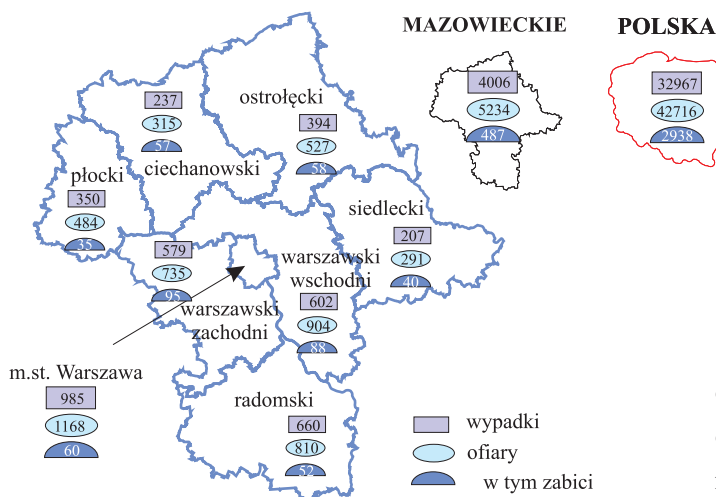 MAZOWIECKIE
4006
5234
487
POLSKA
32967
42716
2938
237
315
57
ciechanowski
ostrołęcki
394
527
58
płocki
350
484
35
siedlecki
207
291
40
579
735
95
warszawski
zachodni
warszawski
wschodni
602
904
88
m.st. Warszawa
985
1168
60
radomski
660
810
52
wypadki
ofiary
w tym zabici